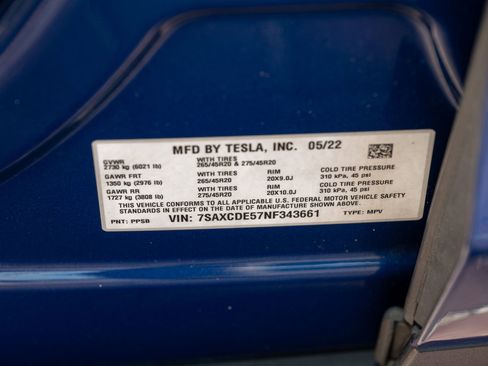 MFD BY TESLA, INC. 05/22
GVWR WITH TIRES
2730 kg (6021 lb) 265/45R20 & 275/45R20
GAWR FRT WITH TIRES RIM COLD TIRE PRESSURE
1350 kg (2976 lb) 265/45R20 20X9.0J 310 kPa, 45 psi
GAWR RR WITH TIRES RIM COLD TIRE PRESSURE
1727 kg (3808 lb) 275/45R20 20X10.0J 310 kPa, 45 psi
THIS VEHICLE CONFORMS TO ALL APPLICABLE U.S. FEDERAL MOTOR VEHICLE SAFETY
STANDARDS IN EFFECT ON THE DATE OF MANUFACTURE SHOWN ABOVE.
PNT: PPSB VIN: 7SAXCDE57NF343661 TYPE: MPV